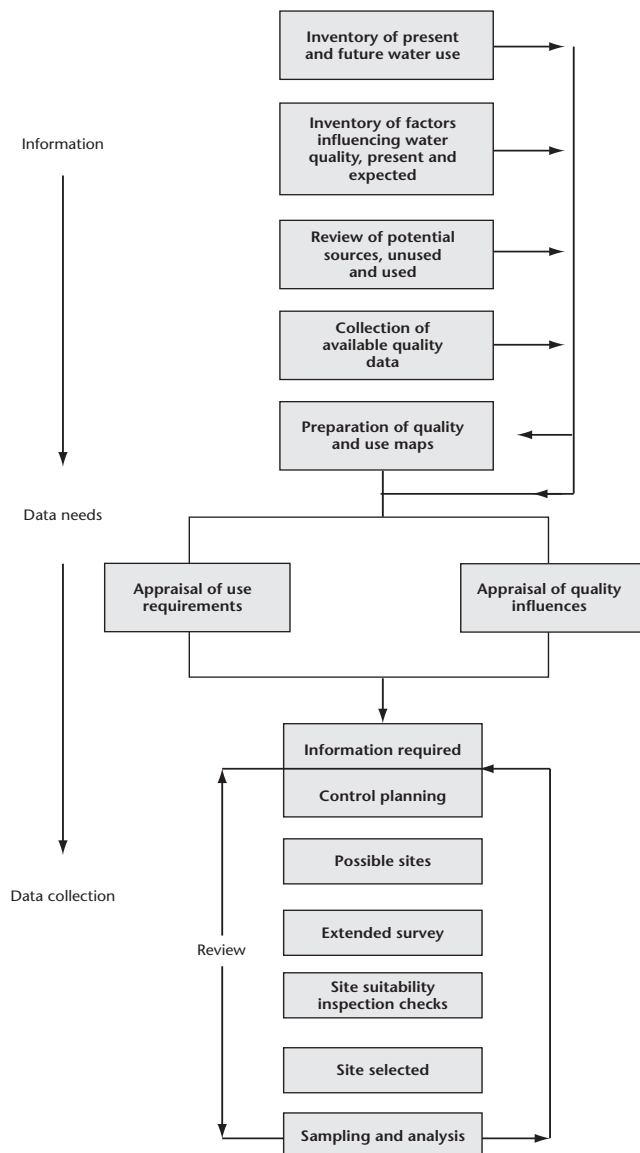 Inventory of present
and future water use
Information
Inventory of factors
influencing water
quality, present and
expected
Review of potential
sources, unused
and used
Collection of
available quality
data
Preparation of quality
and use maps
Data needs
Appraisal of use
requirements
Appraisal of quality
influences
Information required
Control planning
Possible sites
Data collection
Extended survey
Review
Site suitability
inspection checks
Site selected
Sampling and analysis